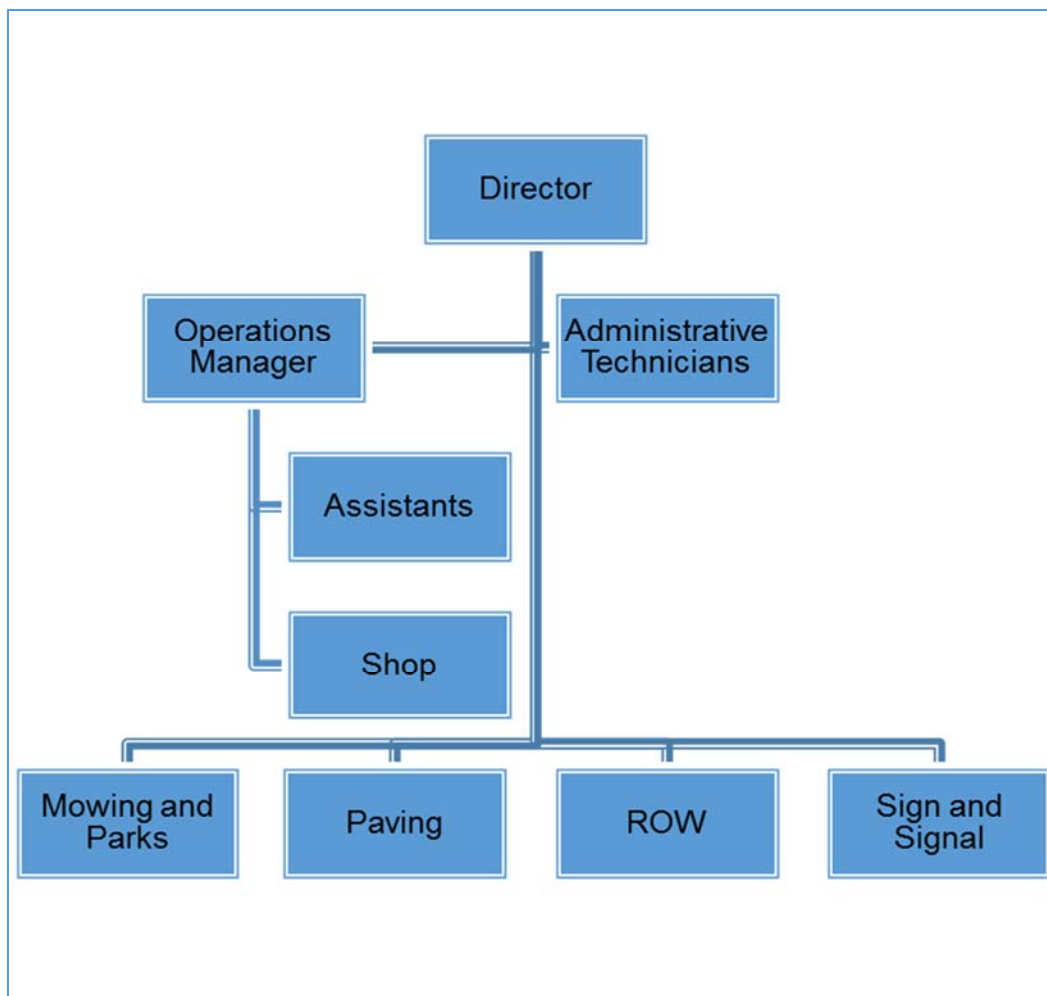 Director
Operations
Manager
Administrative
Technicians
Assistants
Shop
Mowing and
Parks
Paving
ROW
Sign and
Signal